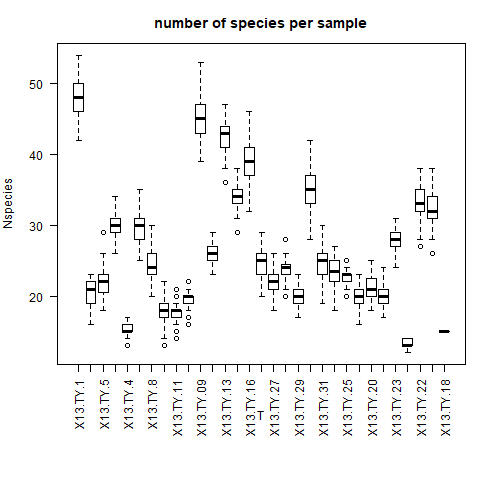 number of species per sample
Nspecies
50
40
30
20
X13.TY.1
X13.TY.5
X13.TY.4
X13.TY.8
X13.TY.11
X13.TY.09
X13.TY.13
X13.TY.16
X13.TY.27
X13.TY.29
X13.TY.31
X13.TY.25
X13.TY.20
X13.TY.23
X13.TY.22
X13.TY.18
T